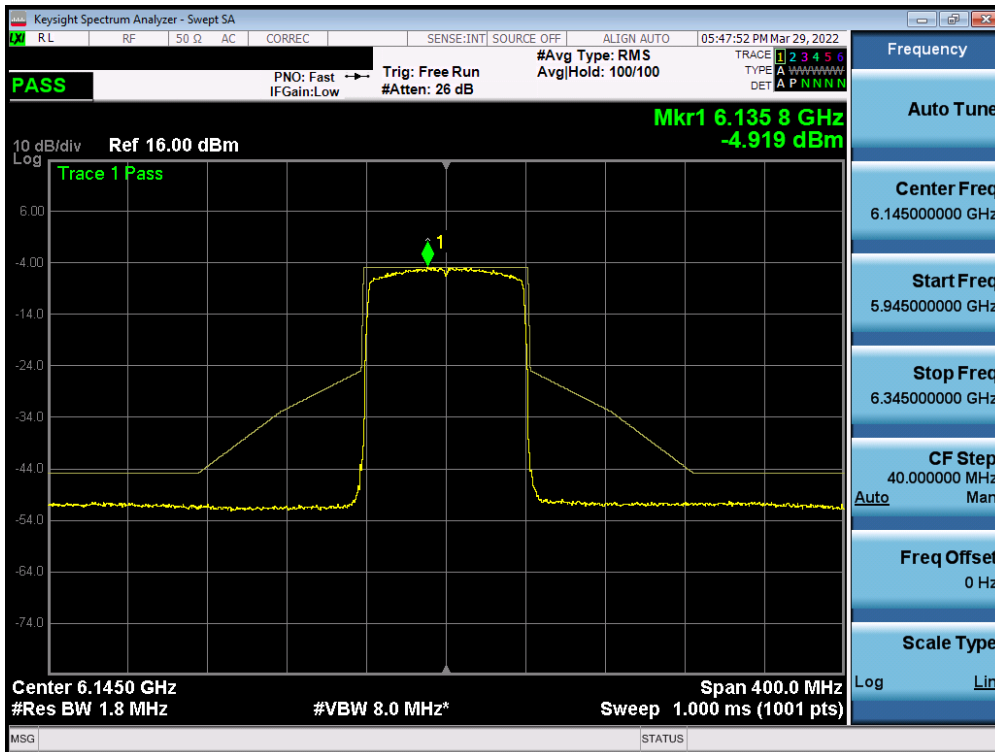 Keysight Spectrum Analyzer - Swept SA
LXI RL RF 50 Ω AC CORREC SENSE:INT SOURCE OFF ALIGN AUTO 05:47:52 PM Mar 29, 2022
Frequency
PASS
PNO: Fast
IFGain:Low
Trig: Free Run
#Atten: 26 dB
#Avg Type: RMS
Avg|Hold: 100/100
TRACE 1 2 3 4 5 6
TYPE A WWWWW
DET A P N N N N
Mkr1 6.135 8 GHz
-4.919 dBm
10 dB/div Ref 16.00 dBm
Log
Trace 1 Pass
1
6.00
-4.00
-14.0
-24.0
-34.0
-44.0
-54.0
-64.0
-74.0
Center 6.1450 GHz Span 400.0 MHz
#Res BW 1.8 MHz #VBW 8.0 MHz* Sweep 1.000 ms (1001 pts)
MSG STATUS
Auto Tune
Center Freq
6.145000000 GHz
Start Freq
5.945000000 GHz
Stop Freq
6.345000000 GHz
CF Step
40.000000 MHz
Auto Man
Freq Offset
0 Hz
Scale Type
Log Lin